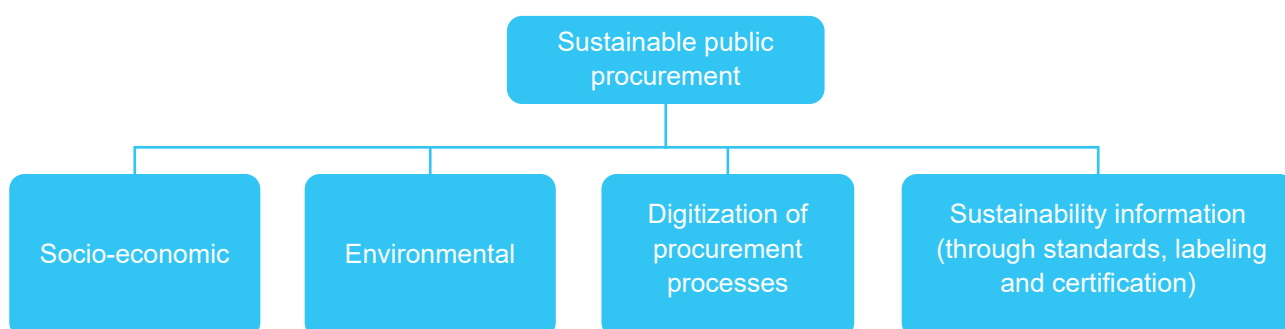 Sustainable public
procurement
Socio-economic
Environmental
Digitization of
procurement
processes
Sustainability information
(through standards, labeling
and certification)